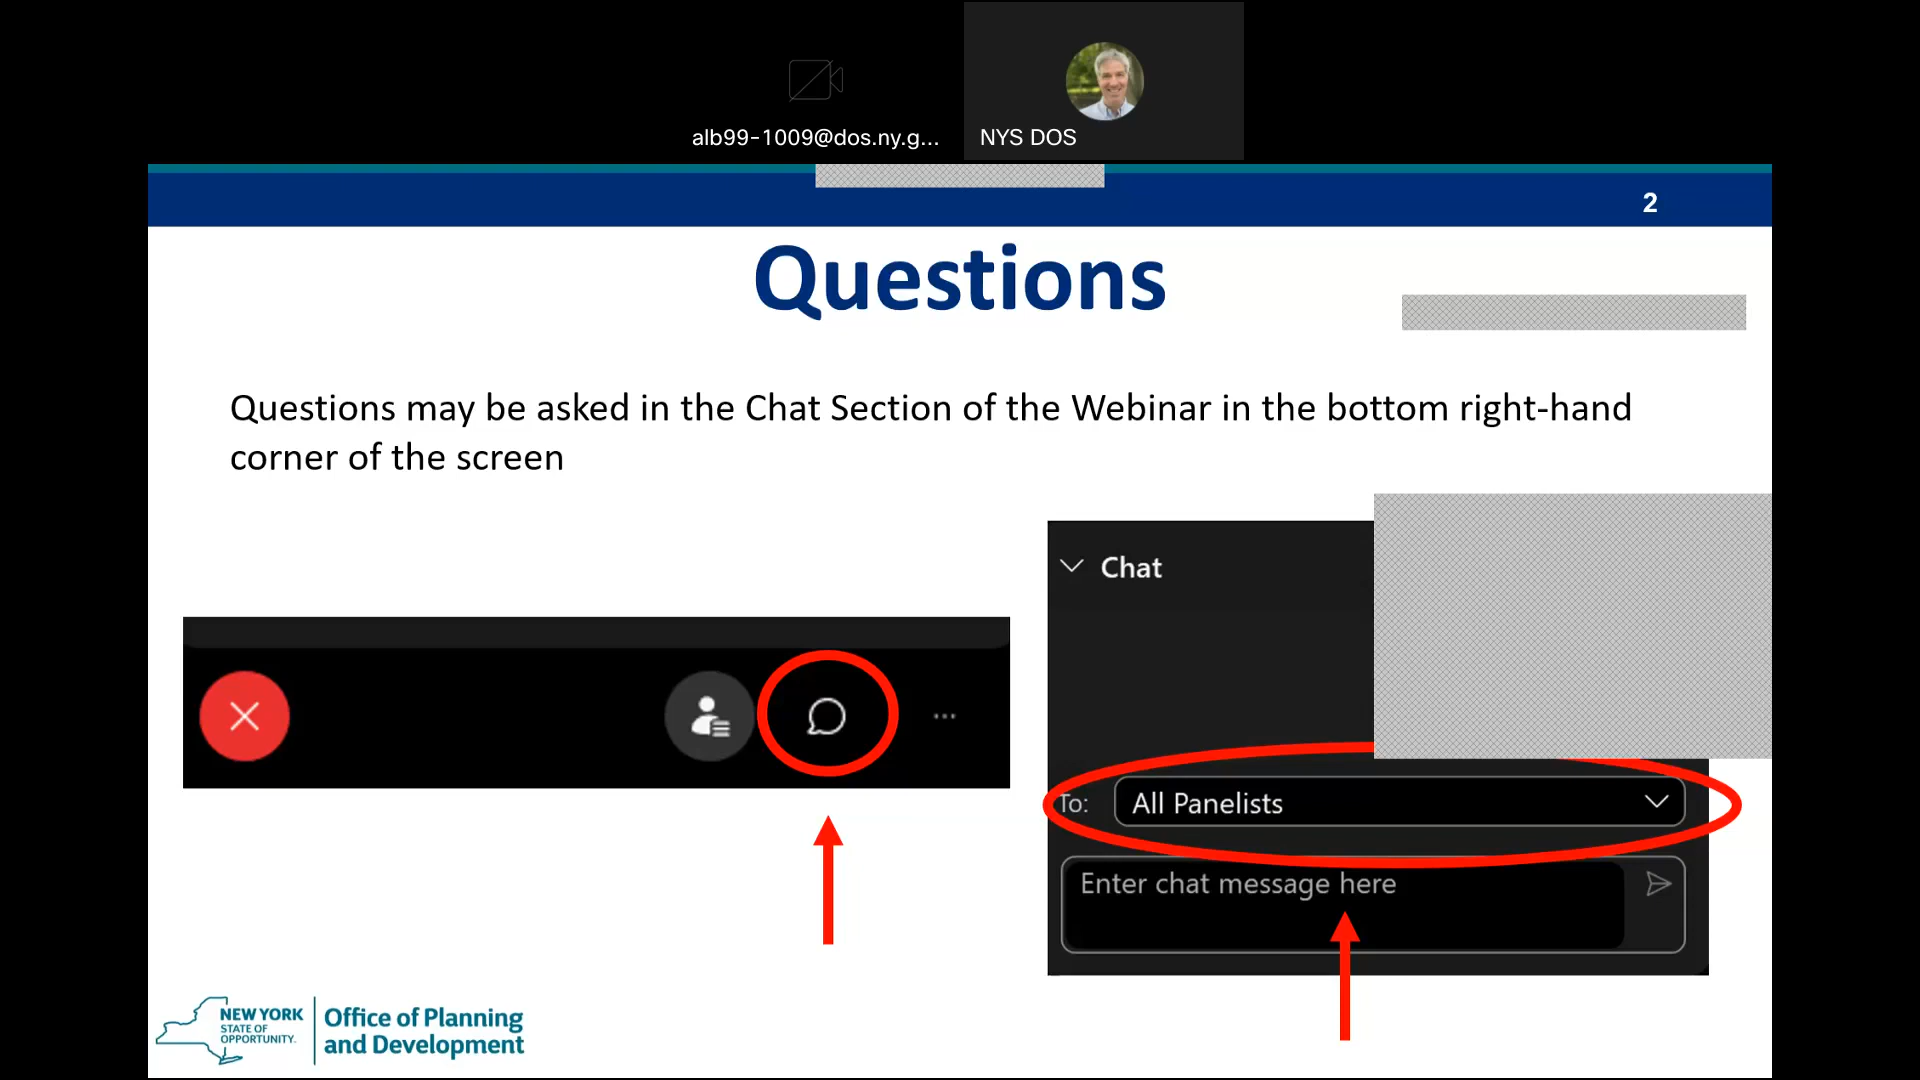 alb99-1009@dos.ny.g...
NYS DOS
2
Questions
Questions may be asked in the Chat Section of the Webinar in the bottom right-hand
corner of the screen
Chat
To:
All Panelists
Enter chat message here
NEW YORK
STATE OF
OPPORTUNITY.
Office of Planning
and Development